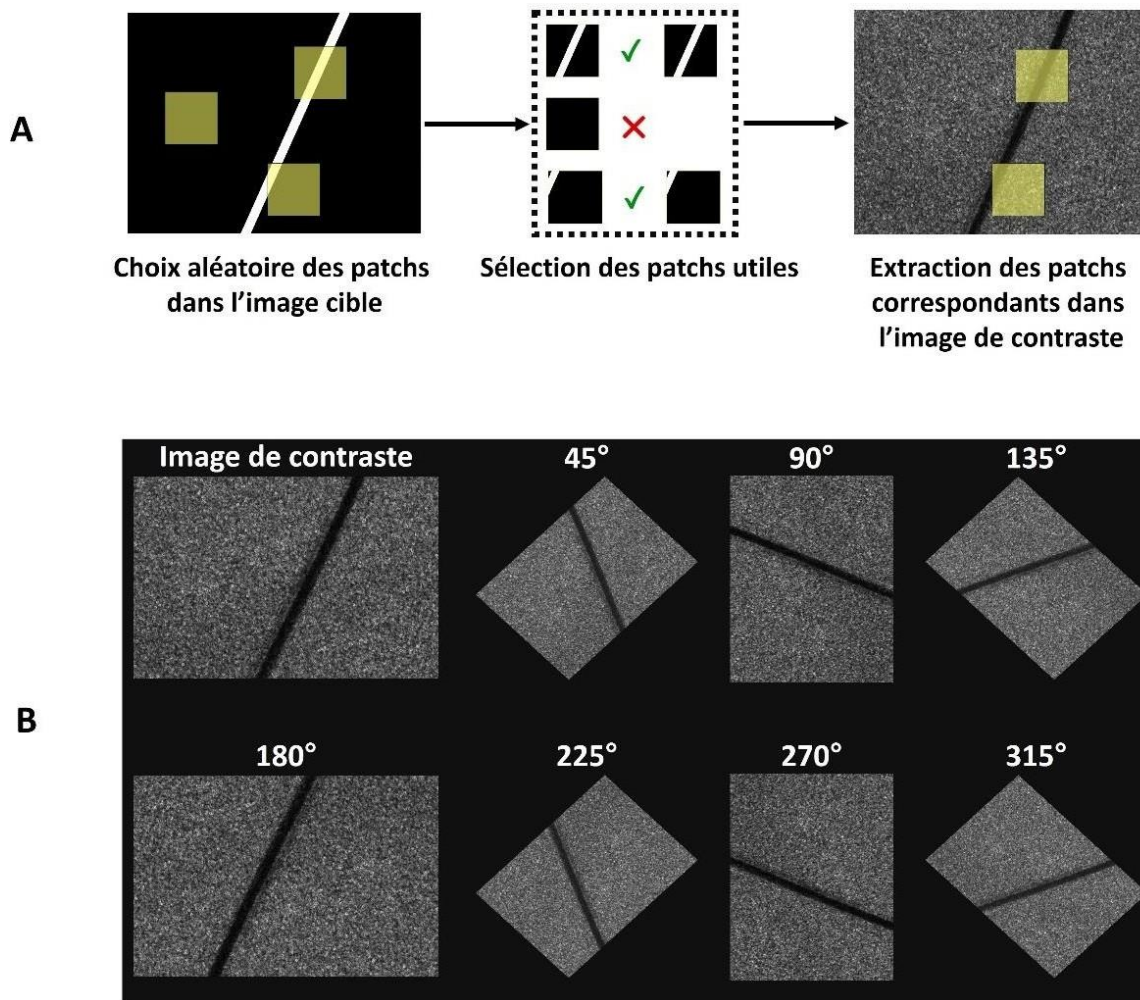 A
Choix aléatoire des patchs
dans l'image cible
Sélection des patchs utiles
Extraction des patchs
correspondants dans
l'image de contraste
B
Image de contraste
45°
90°
135°
180°
225°
270°
315°